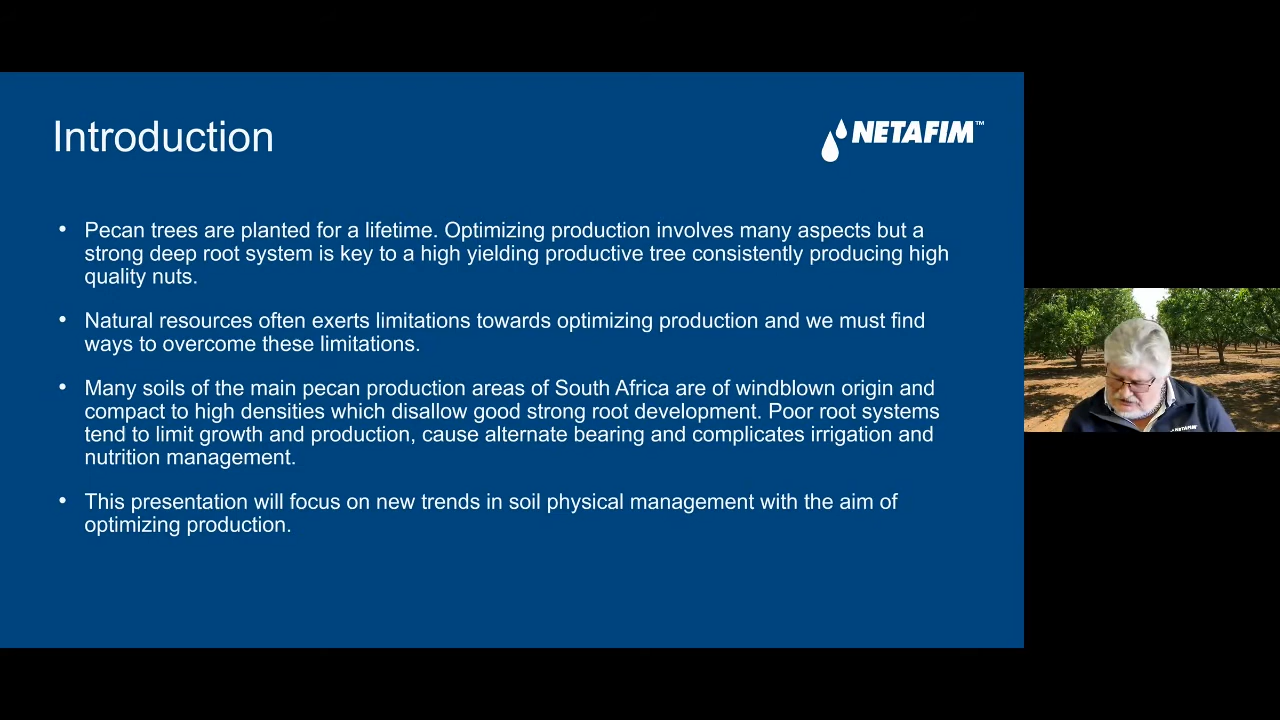 Introduction
NETAFIM™
• Pecan trees are planted for a lifetime. Optimizing production involves many aspects but a
strong deep root system is key to a high yielding productive tree consistently producing high
quality nuts.
• Natural resources often exerts limitations towards optimizing production and we must find
ways to overcome these limitations.
• Many soils of the main pecan production areas of South Africa are of windblown origin and
compact to high densities which disallow good strong root development. Poor root systems
tend to limit growth and production, cause alternate bearing and complicates irrigation and
nutrition management.
• This presentation will focus on new trends in soil physical management with the aim of
optimizing production.
NETAFIM